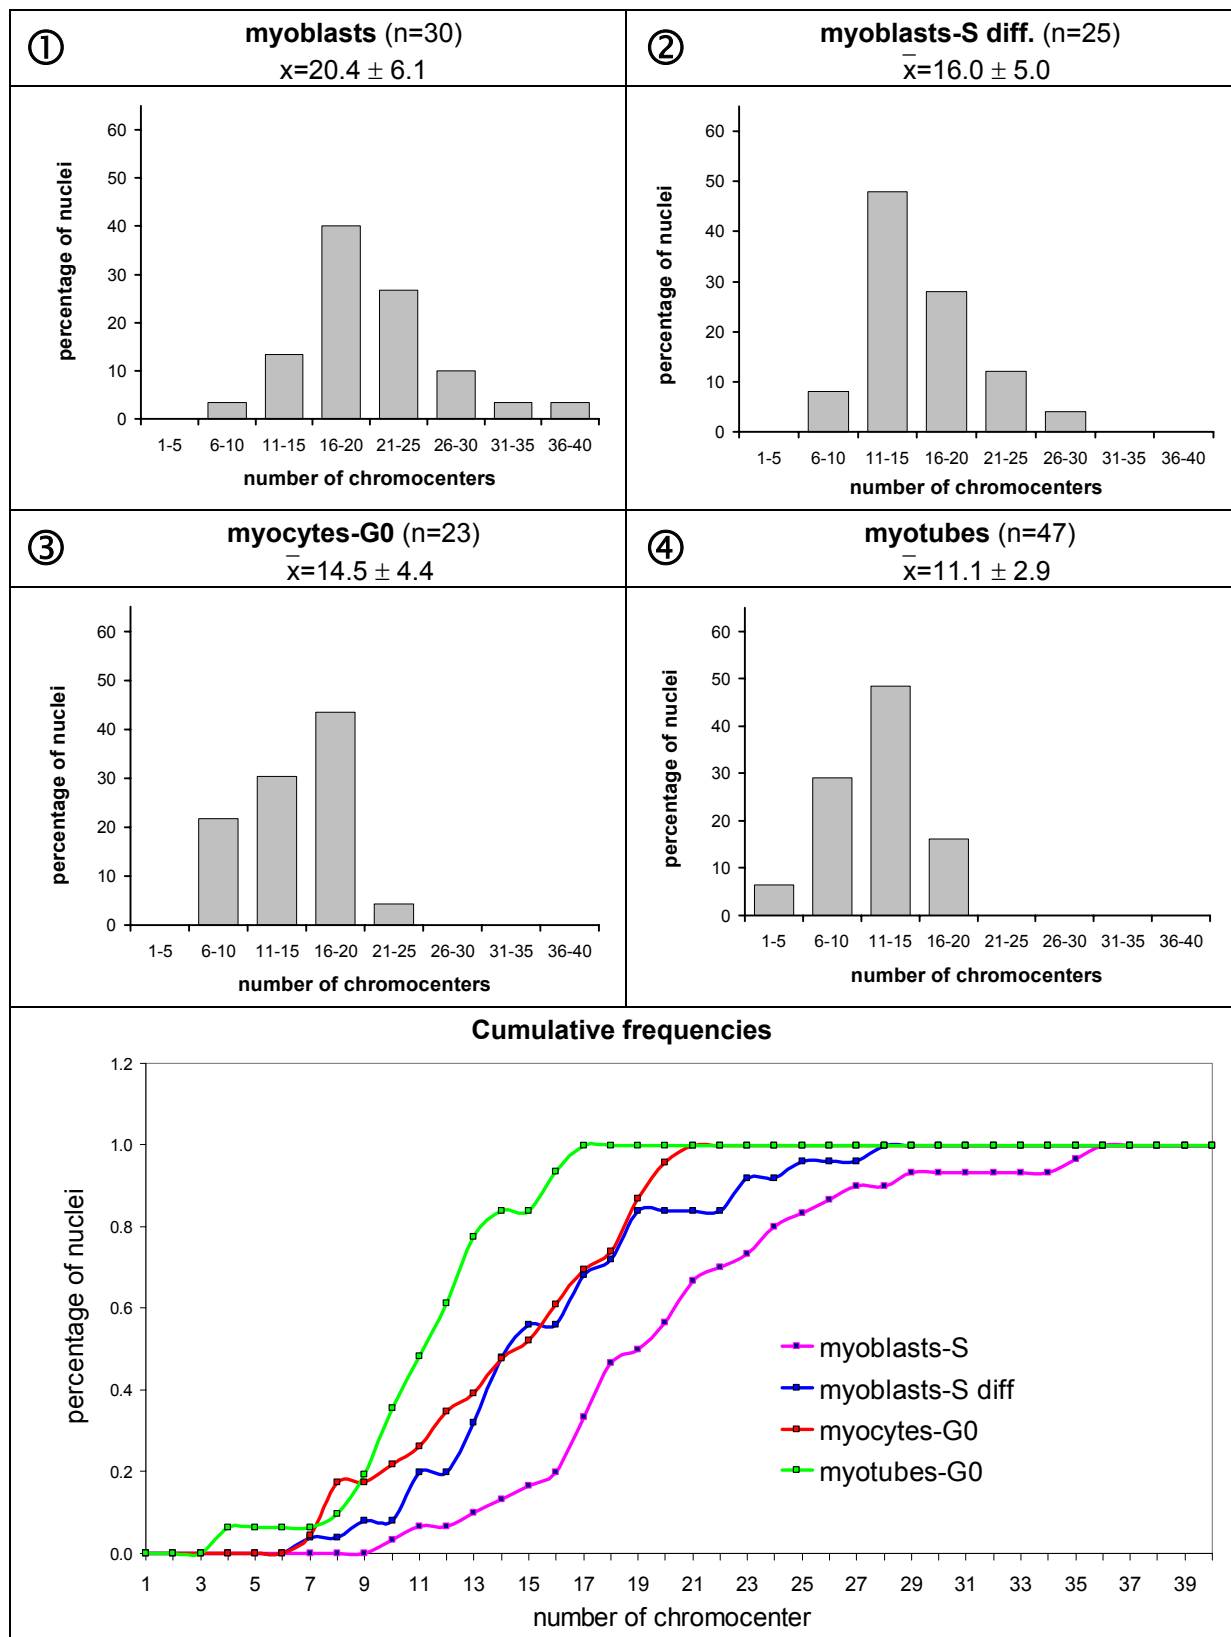 ① myoblasts (n=30)
x=20.4 ± 6.1
② myoblasts-S diff. (n=25)
x̄=16.0 ± 5.0
percentage of nuclei
60
50
40
30
20
10
0
1-5 6-10 11-15 16-20 21-25 26-30 31-35 36-40
number of chromocenters
percentage of nuclei
60
50
40
30
20
10
0
1-5 6-10 11-15 16-20 21-25 26-30 31-35 36-40
number of chromocenters
③ myocytes-G0 (n=23)
x̄=14.5 ± 4.4
④ myotubes (n=47)
x̄=11.1 ± 2.9
percentage of nuclei
60
50
40
30
20
10
0
1-5 6-10 11-15 16-20 21-25 26-30 31-35 36-40
number of chromocenters
percentage of nuclei
60
50
40
30
20
10
0
1-5 6-10 11-15 16-20 21-25 26-30 31-35 36-40
number of chromocenters
Cumulative frequencies
percentage of nuclei
1.2
1.0
0.8
0.6
0.4
0.2
0.0
myoblasts-S
myoblasts-S diff
myocytes-G0
myotubes-G0
1 3 5 7 9 11 13 15 17 19 21 23 25 27 29 31 33 35 37 39
number of chromocenter